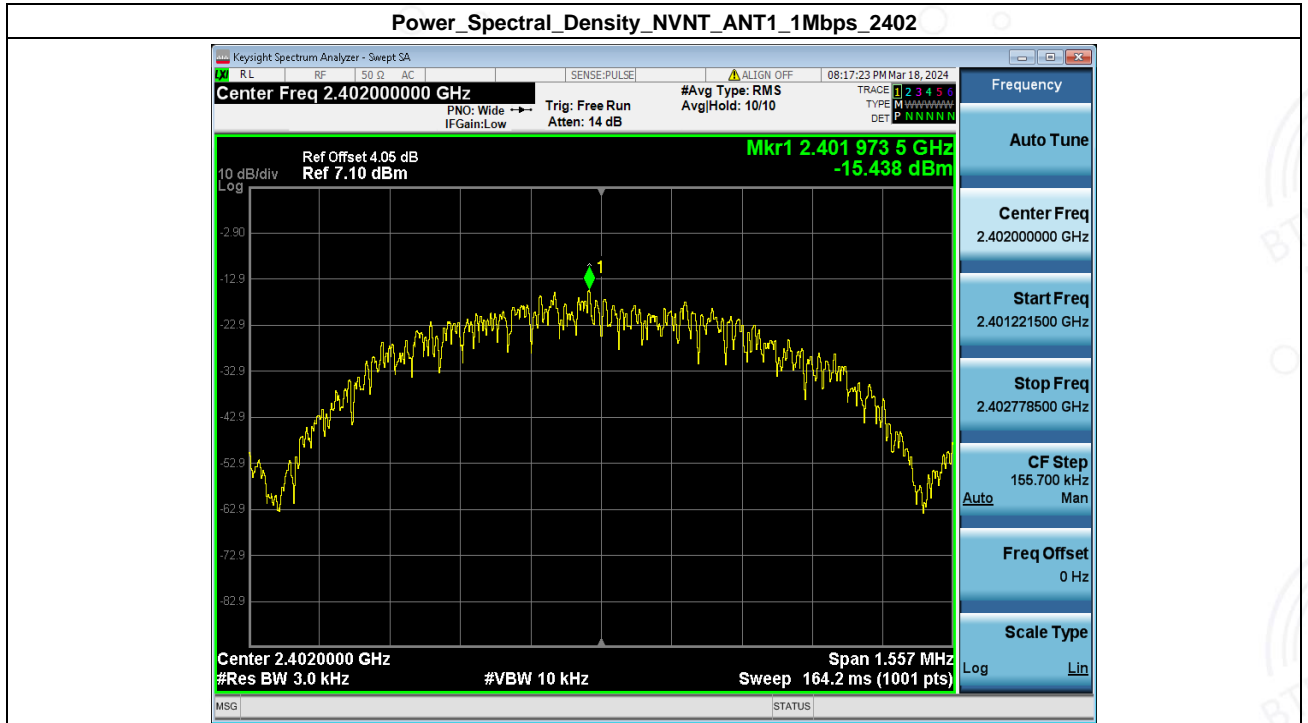 Power_Spectral_Density_NVNT_ANT1_1Mbps_2402
Keysight Spectrum Analyzer - Swept SA
LXI RL RF 50 Ω AC SENSE:PULSE ALIGN OFF 08:17:23 PM Mar 18, 2024
Center Freq 2.402000000 GHz
PNO: Wide
IFGain:Low
Trig: Free Run
Atten: 14 dB
#Avg Type: RMS
Avg|Hold: 10/10
TRACE 1 2 3 4 5 6
TYPE M WWWWW
DET P N N N N N
Mkr1 2.401 973 5 GHz
-15.438 dBm
Ref Offset 4.05 dB
10 dB/div Ref 7.10 dBm
Log
1
-2.90
-12.9
-22.9
-32.9
-42.9
-52.9
-62.9
-72.9
-82.9
Center 2.4020000 GHz Span 1.557 MHz
#Res BW 3.0 kHz #VBW 10 kHz Sweep 164.2 ms (1001 pts)
MSG STATUS
Frequency
Auto Tune
Center Freq
2.402000000 GHz
Start Freq
2.401221500 GHz
Stop Freq
2.402778500 GHz
CF Step
155.700 kHz
Auto Man
Freq Offset
0 Hz
Scale Type
Log Lin